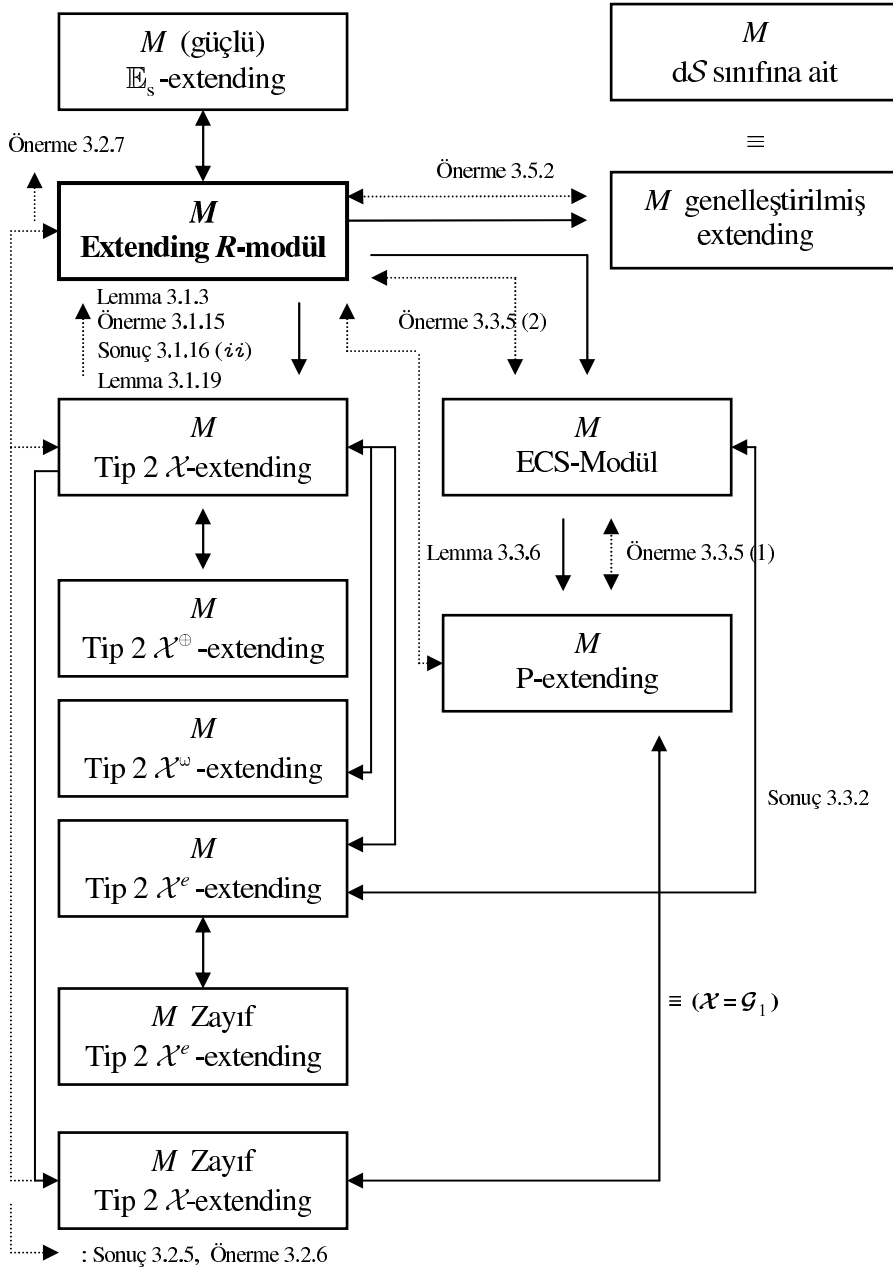 M (güçlü)
𝔼ₛ -extending
M
d𝒮 sınıfına ait
≡
Önerme 3.2.7
Önerme 3.5.2
M
Extending R-modül
M genelleştirilmiş
extending
Lemma 3.1.3
Önerme 3.1.15
Sonuç 3.1.16 (ii)
Lemma 3.1.19
Önerme 3.3.5 (2)
M
Tip 2 𝒳-extending
M
ECS-Modül
Lemma 3.3.6
Önerme 3.3.5 (1)
M
Tip 2 𝒳^⊕ -extending
M
P-extending
M
Tip 2 𝒳^ω -extending
Sonuç 3.3.2
M
Tip 2 𝒳^e -extending
M Zayıf
Tip 2 𝒳^e -extending
≡ (𝒳 = 𝒢₁)
M Zayıf
Tip 2 𝒳-extending
: Sonuç 3.2.5, Önerme 3.2.6